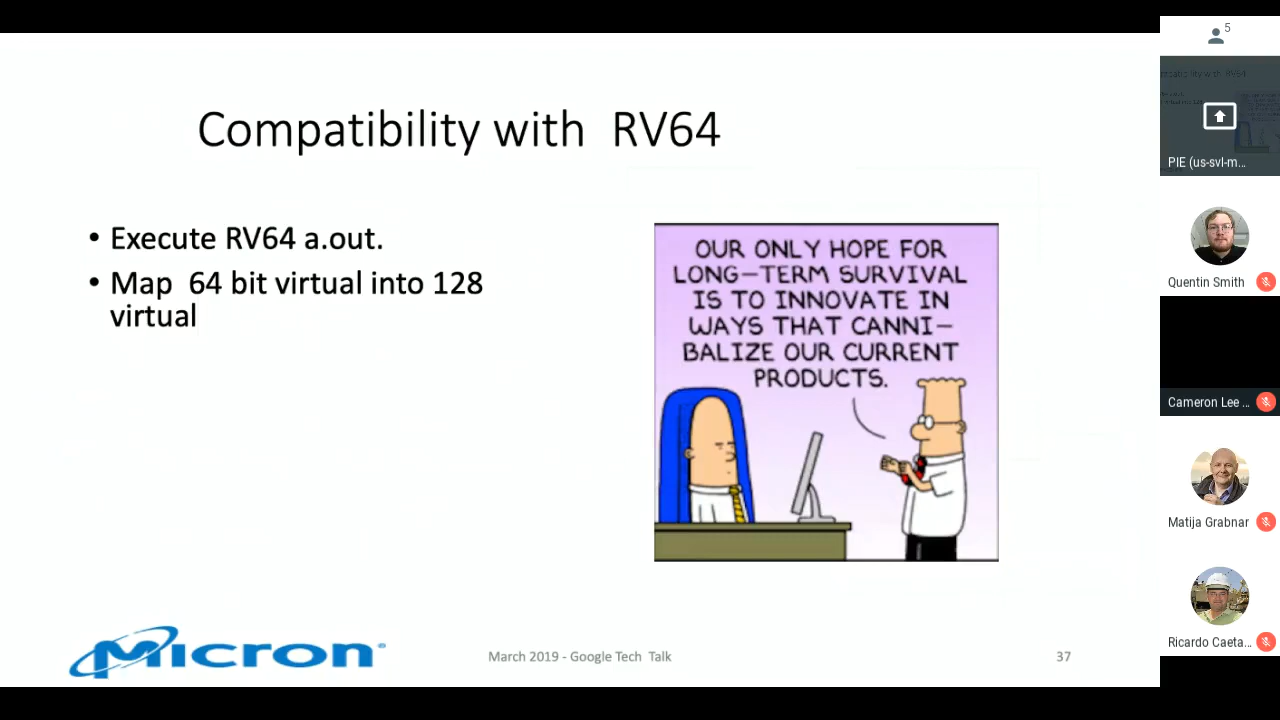 Compatibility with RV64
• Execute RV64 a.out.
• Map 64 bit virtual into 128
virtual
OUR ONLY HOPE FOR
LONG-TERM SURVIVAL
IS TO INNOVATE IN
WAYS THAT CANNI-
BALIZE OUR CURRENT
PRODUCTS.
Micron®
March 2019 - Google Tech Talk
37
5
PIE (us-svl-m...
Quentin Smith
Cameron Lee ...
Matija Grabnar
Ricardo Caeta...